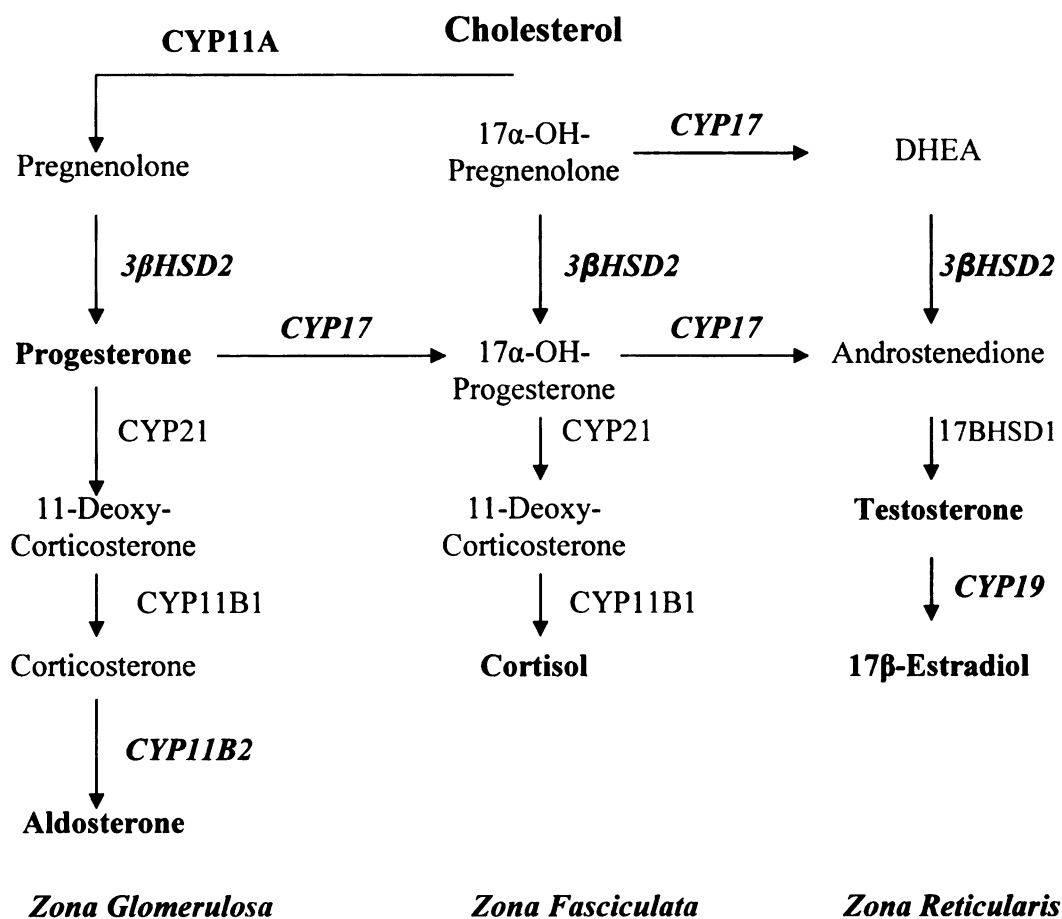 Cholesterol
CYP11A
Pregnenolone
17α-OH-
Pregnenolone
CYP17
DHEA
3βHSD2
3βHSD2
3βHSD2
Progesterone
CYP17
17α-OH-
Progesterone
CYP17
Androstenedione
CYP21
CYP21
17BHSD1
11-Deoxy-
Corticosterone
11-Deoxy-
Corticosterone
Testosterone
CYP11B1
CYP11B1
CYP19
Corticosterone
Cortisol
17β-Estradiol
CYP11B2
Aldosterone
Zona Glomerulosa
Zona Fasciculata
Zona Reticularis